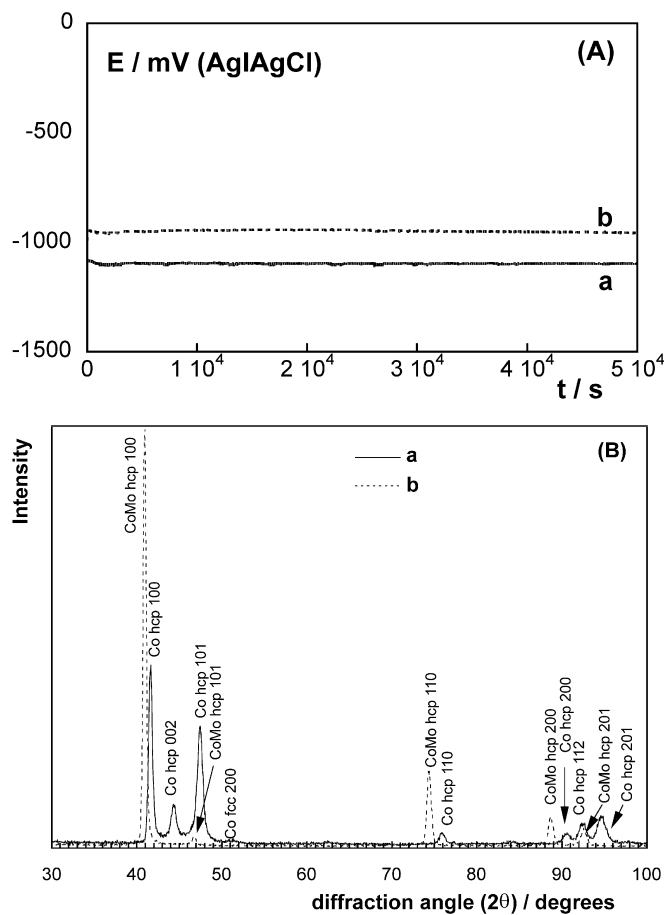 0
E / mV (Ag|AgCl)
(A)
-500
b
-1000
a
-1500
0
1 10⁴
2 10⁴
3 10⁴
4 10⁴
5 10⁴
t / s
(B)
a
b
Intensity
CoMo hcp 100
Co hcp 100
Co hcp 002
Co hcp 101
CoMo hcp 101
Co fcc 200
CoMo hcp 110
Co hcp 110
CoMo hcp 200
Co hcp 200
Co hcp 112
CoMo hcp 201
Co hcp 201
30
40
50
60
70
80
90
100
diffraction angle (2θ) / degrees